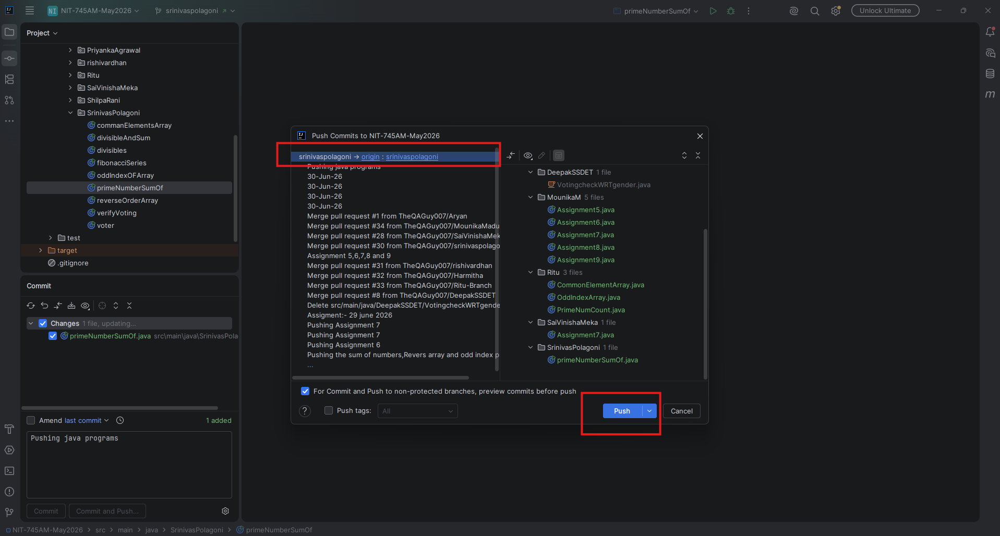 NI NIT-745AM-May2026
srinivaspolagoni
primeNumberSumOf
Unlock Ultimate
Project
PriyankaAgrawal
rishivardhan
Ritu
SaiVinishaMeka
ShilpaRani
SrinivasPolagoni
commanElementsArray
divisibleAndSum
divisibles
fibonacciSeries
oddIndexOFArray
primeNumberSumOf
reverseOrderArray
verifyVoting
voter
test
target
.gitignore
Commit
Changes 1 file, updating...
primeNumberSumOf.java src\main\java\SrinivasPola
Amend last commit
1 added
Pushing java programs
Commit
Commit and Push...
Push Commits to NIT-745AM-May2026
srinivaspolagoni → origin : srinivaspolagoni
Pushing java programs
30-Jun-26
30-Jun-26
30-Jun-26
30-Jun-26
Merge pull request #1 from TheQAGuy007/Aryan
Merge pull request #34 from TheQAGuy007/MounikaMadu
Merge pull request #28 from TheQAGuy007/SaiVinishaMek
Merge pull request #30 from TheQAGuy007/srinivaspolago
Assignment 5,6,7,8 and 9
Merge pull request #31 from TheQAGuy007/rishivardhan
Merge pull request #32 from TheQAGuy007/Harmitha
Merge pull request #33 from TheQAGuy007/Ritu-Branch
Merge pull request #8 from TheQAGuy007/DeepakSSDET
Delete src/main/java/DeepakSSDET/VotingcheckWRTgende
Assigment:- 29 june 2026
Pushing Assignment 7
Pushing Assignment 7
Pushing Assignment 6
Pushing the sum of numbers,Revers array and odd index p
...
DeepakSSDET 1 file
VotingcheckWRTgender.java
MounikaM 5 files
Assignment5.java
Assignment6.java
Assignment7.java
Assignment8.java
Assignment9.java
Ritu 3 files
CommonElementArray.java
OddIndexArray.java
PrimeNumCount.java
SaiVinishaMeka 1 file
Assignment7.java
SrinivasPolagoni 1 file
primeNumberSumOf.java
For Commit and Push to non-protected branches, preview commits before push
? Push tags: All
Push
Cancel
NIT-745AM-May2026 > src > main > java > SrinivasPolagoni > primeNumberSumOf